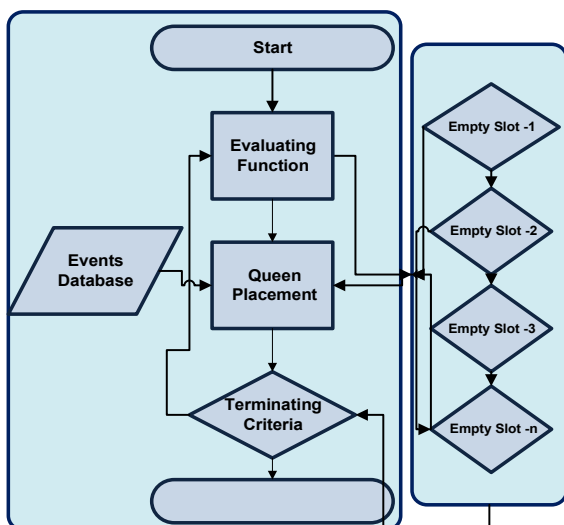 Start
Evaluating
Function
Events
Database
Queen
Placement
Terminating
Criteria
Empty Slot -1
Empty Slot -2
Empty Slot -3
Empty Slot -n